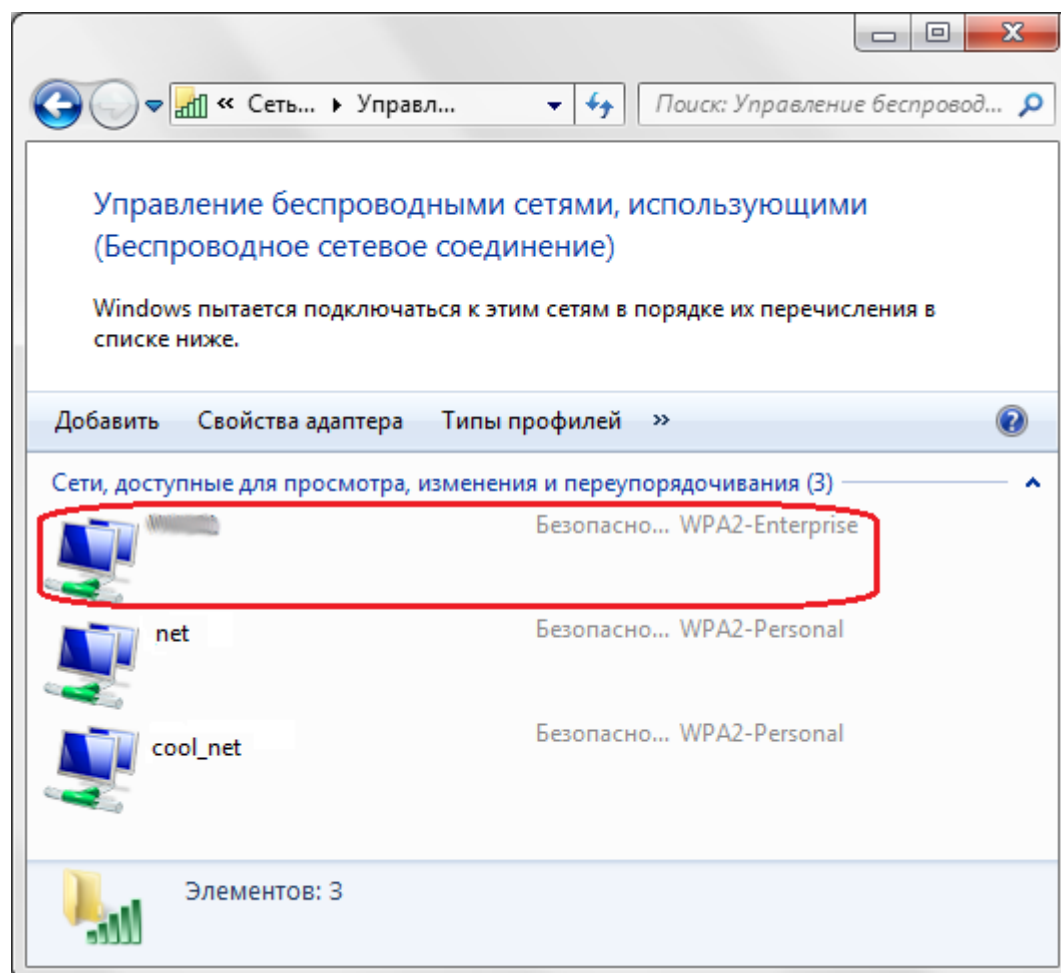 « Сеть... Управл... Поиск: Управление беспровод...
Управление беспроводными сетями, использующими
(Беспроводное сетевое соединение)
Windows пытается подключаться к этим сетям в порядке их перечисления в
списке ниже.
Добавить Свойства адаптера Типы профилей »
Сети, доступные для просмотра, изменения и переупорядочивания (3)
Безопасно... WPA2-Enterprise
net Безопасно... WPA2-Personal
cool_net Безопасно... WPA2-Personal
Элементов: 3